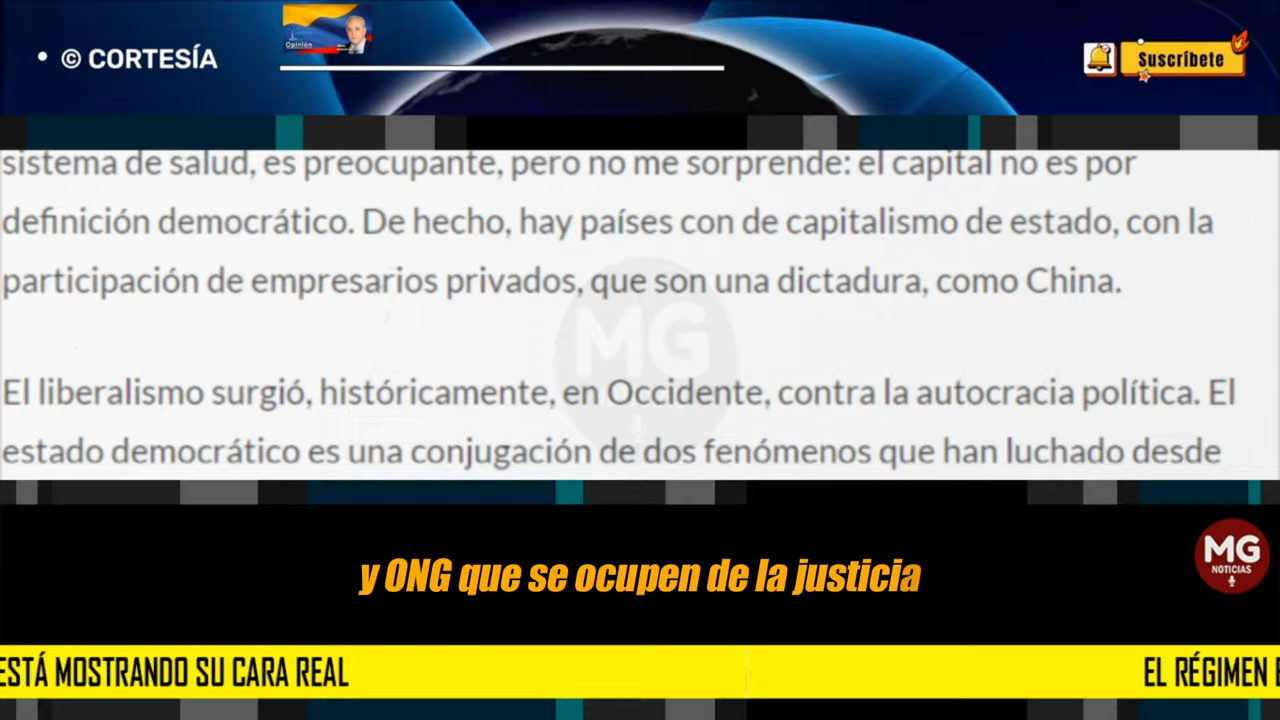 • © CORTESÍA
Opinión
Suscríbete
sistema de salud, es preocupante, pero no me sorprende: el capital no es por
definición democrático. De hecho, hay países con de capitalismo de estado, con la
participación de empresarios privados, que son una dictadura, como China.
MG
El liberalismo surgió, históricamente, en Occidente, contra la autocracia política. El
estado democrático es una conjugación de dos fenómenos que han luchado desde
y ONG que se ocupen de la justicia
MG
NOTICIAS
ESTÁ MOSTRANDO SU CARA REAL
EL RÉGIMEN